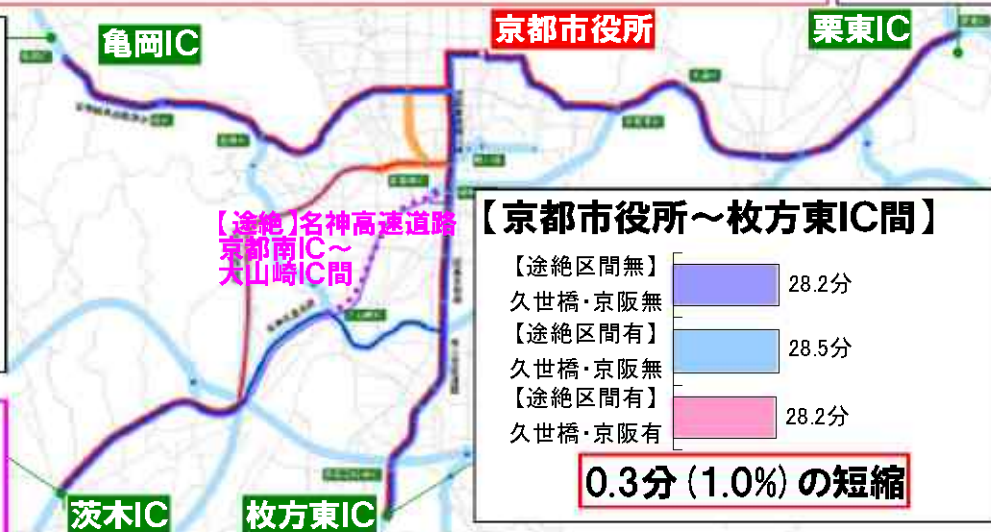 亀岡IC
京都市役所
栗東IC
【途絶】名神高速道路
京都南IC～
大山崎IC間
【京都市役所～枚方東IC間】
【途絶区間無】
久世橋・京阪無
28.2分
【途絶区間有】
久世橋・京阪無
28.5分
【途絶区間有】
久世橋・京阪有
28.2分
0.3分(1.0%)の短縮
茨木IC
枚方東IC